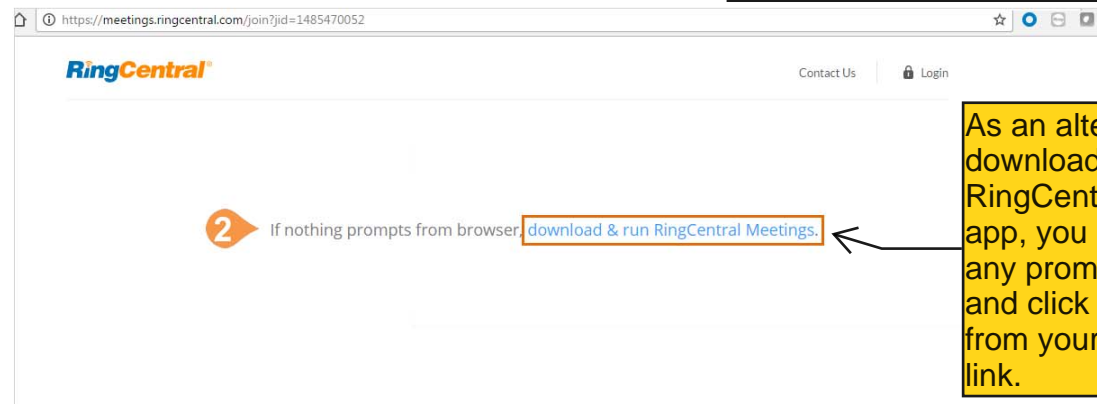 https://meetings.ringcentral.com/join?jid=1485470052
RingCentral®
Contact Us
Login
2
If nothing prompts from browser, download & run RingCentral Meetings.
As an alte
download
RingCent
app, you
any prom
and click
from your
link.